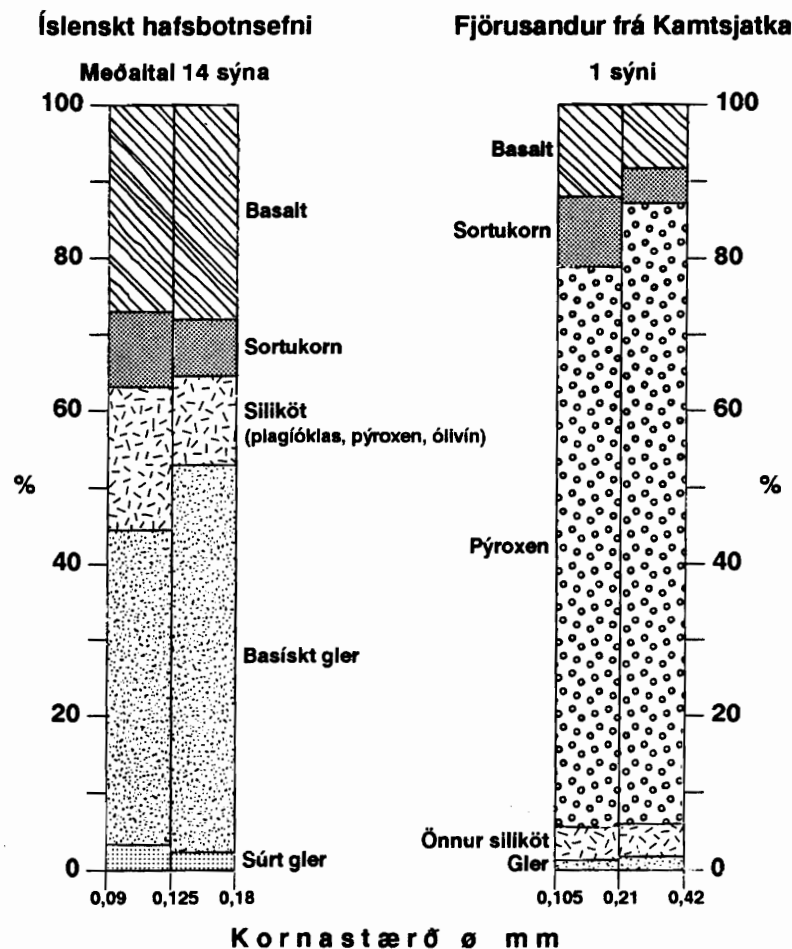 Íslenskt hafsbotnsefni
Meðaltal 14 sýna
100
80
60
%
40
20
0
Basalt
Sortukorn
Siliköt
(plagíóklas, pýroxen, ólivín)
Basískt gler
Súrt gler
0,09 0,125 0,18
Fjörusandur frá Kamtsjatka
1 sýni
Basalt
Sortukorn
Pýroxen
Önnur siliköt
Gler
100
80
60
%
40
20
0
0,105 0,21 0,42
Kornastærð ø mm